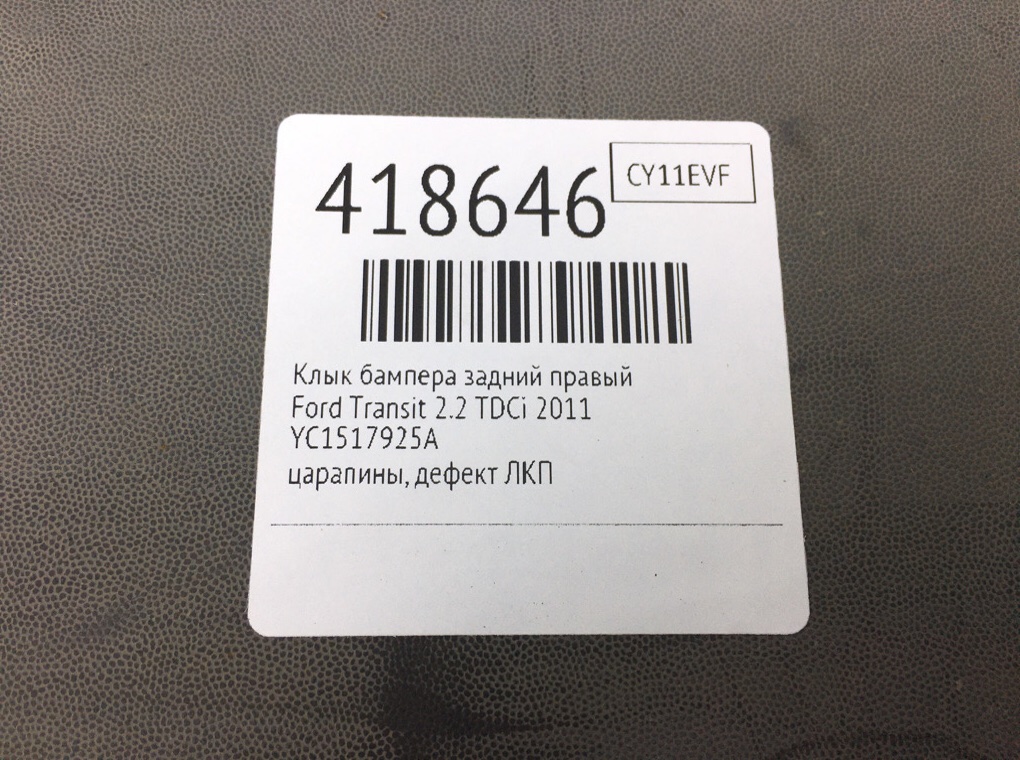 418646
CY11EVF
Клык бампера задний правый
Ford Transit 2.2 TDCi 2011
YC1517925A
царапины, дефект ЛКП